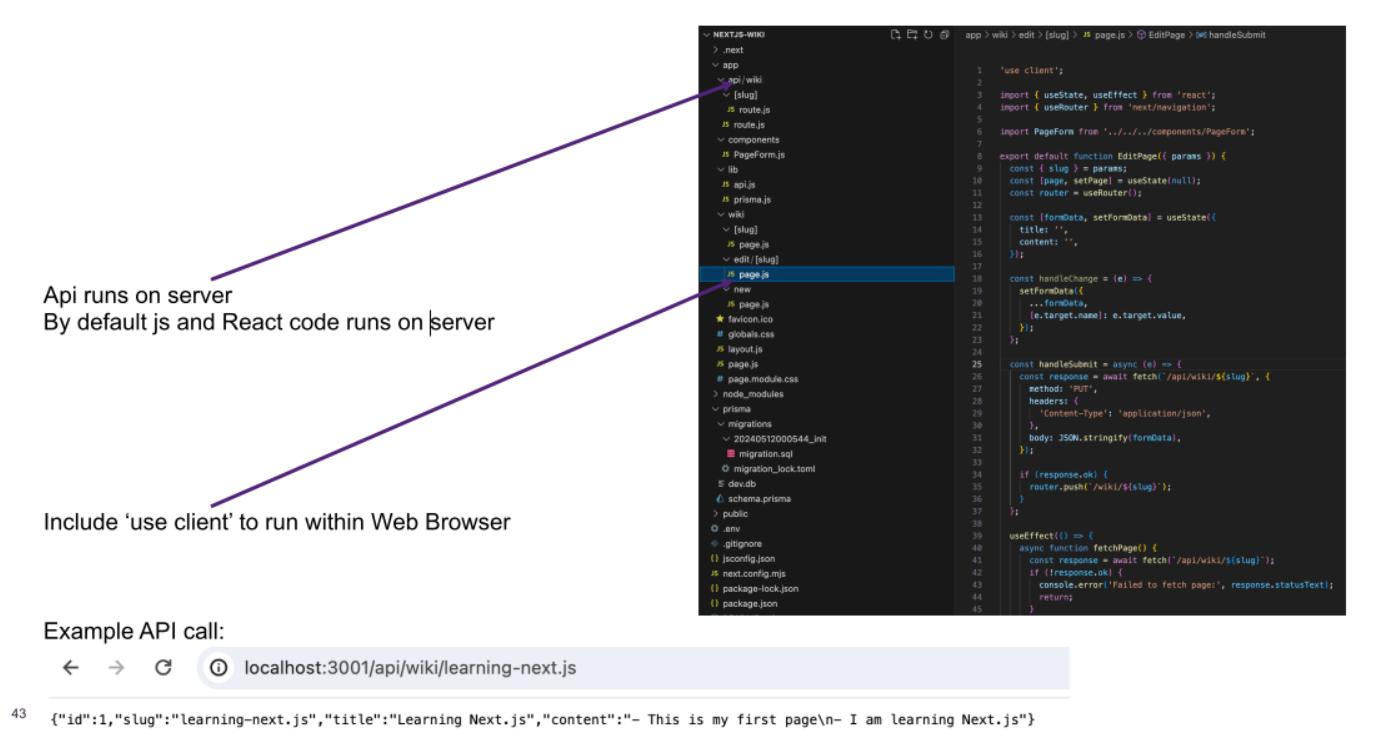 Api runs on server
By default js and React code runs on server
Include ‘use client’ to run within Web Browser
NEXTJS-WIKI
.next
app
api/wiki
[slug]
JS route.js
JS route.js
components
JS PageForm.js
lib
JS api.js
JS prisma.js
wiki
[slug]
JS page.js
edit/[slug]
JS page.js
new
JS page.js
favicon.ico
# globals.css
JS layout.js
JS page.js
# page.module.css
node_modules
prisma
migrations
20240512000544_init
migration.sql
migration_lock.toml
dev.db
schema.prisma
public
.env
.gitignore
{} jsconfig.json
JS next.config.mjs
{} package-lock.json
{} package.json
app > wiki > edit > [slug] > JS page.js > EditPage > handleSubmit
1 'use client';
2
3 import { useState, useEffect } from 'react';
4 import { useRouter } from 'next/navigation';
5
6 import PageForm from '../../../components/PageForm';
7
8 export default function EditPage({ params }) {
9 const { slug } = params;
10 const [page, setPage] = useState(null);
11 const router = useRouter();
12
13 const [formData, setFormData] = useState({
14 title: '',
15 content: '',
16 });
17
18 const handleChange = (e) => {
19 setFormData({
20 ...formData,
21 [e.target.name]: e.target.value,
22 });
23 };
24
25 const handleSubmit = async (e) => {
26 const response = await fetch(`/api/wiki/${slug}`, {
27 method: 'PUT',
28 headers: {
29 'Content-Type': 'application/json',
30 },
31 body: JSON.stringify(formData),
32 });
33
34 if (response.ok) {
35 router.push(`/wiki/${slug}`);
36 }
37 };
38
39 useEffect(() => {
40 async function fetchPage() {
41 const response = await fetch(`/api/wiki/${slug}`);
42 if (!response.ok) {
43 console.error('Failed to fetch page:', response.statusText);
44 return;
45 }
Example API call:
localhost:3001/api/wiki/learning-next.js
43
{"id":1,"slug":"learning-next.js","title":"Learning Next.js","content":"- This is my first page\n- I am learning Next.js"}